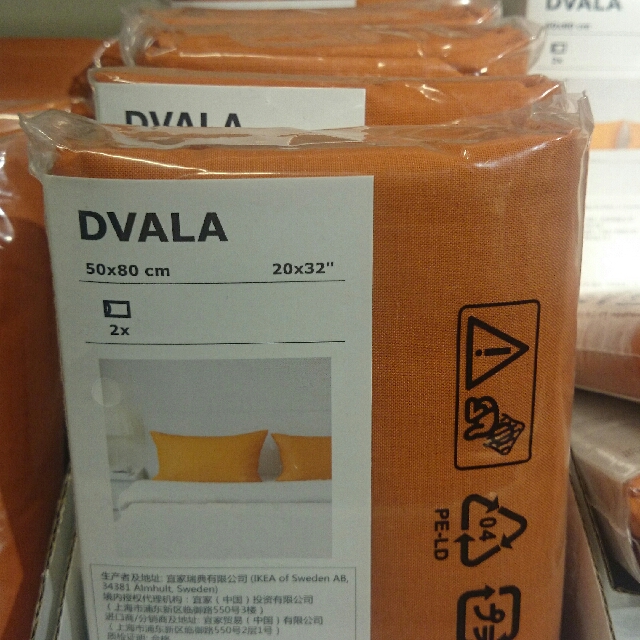 DVALA
DVALA
DVALA
50x80 cm 20x32"
2x
生产者及地址: 宜家瑞典有限公司 (IKEA of Sweden AB,
34381 Älmhult, Sweden)
境内授权代理机构：宜家（中国）投资有限公司
（上海市浦东新区临御路550号3楼）
进口商/分销商及地址: 宜家贸易（中国）有限公司
（上海市浦东新区临御路550号2层1号）
04
PE-LD